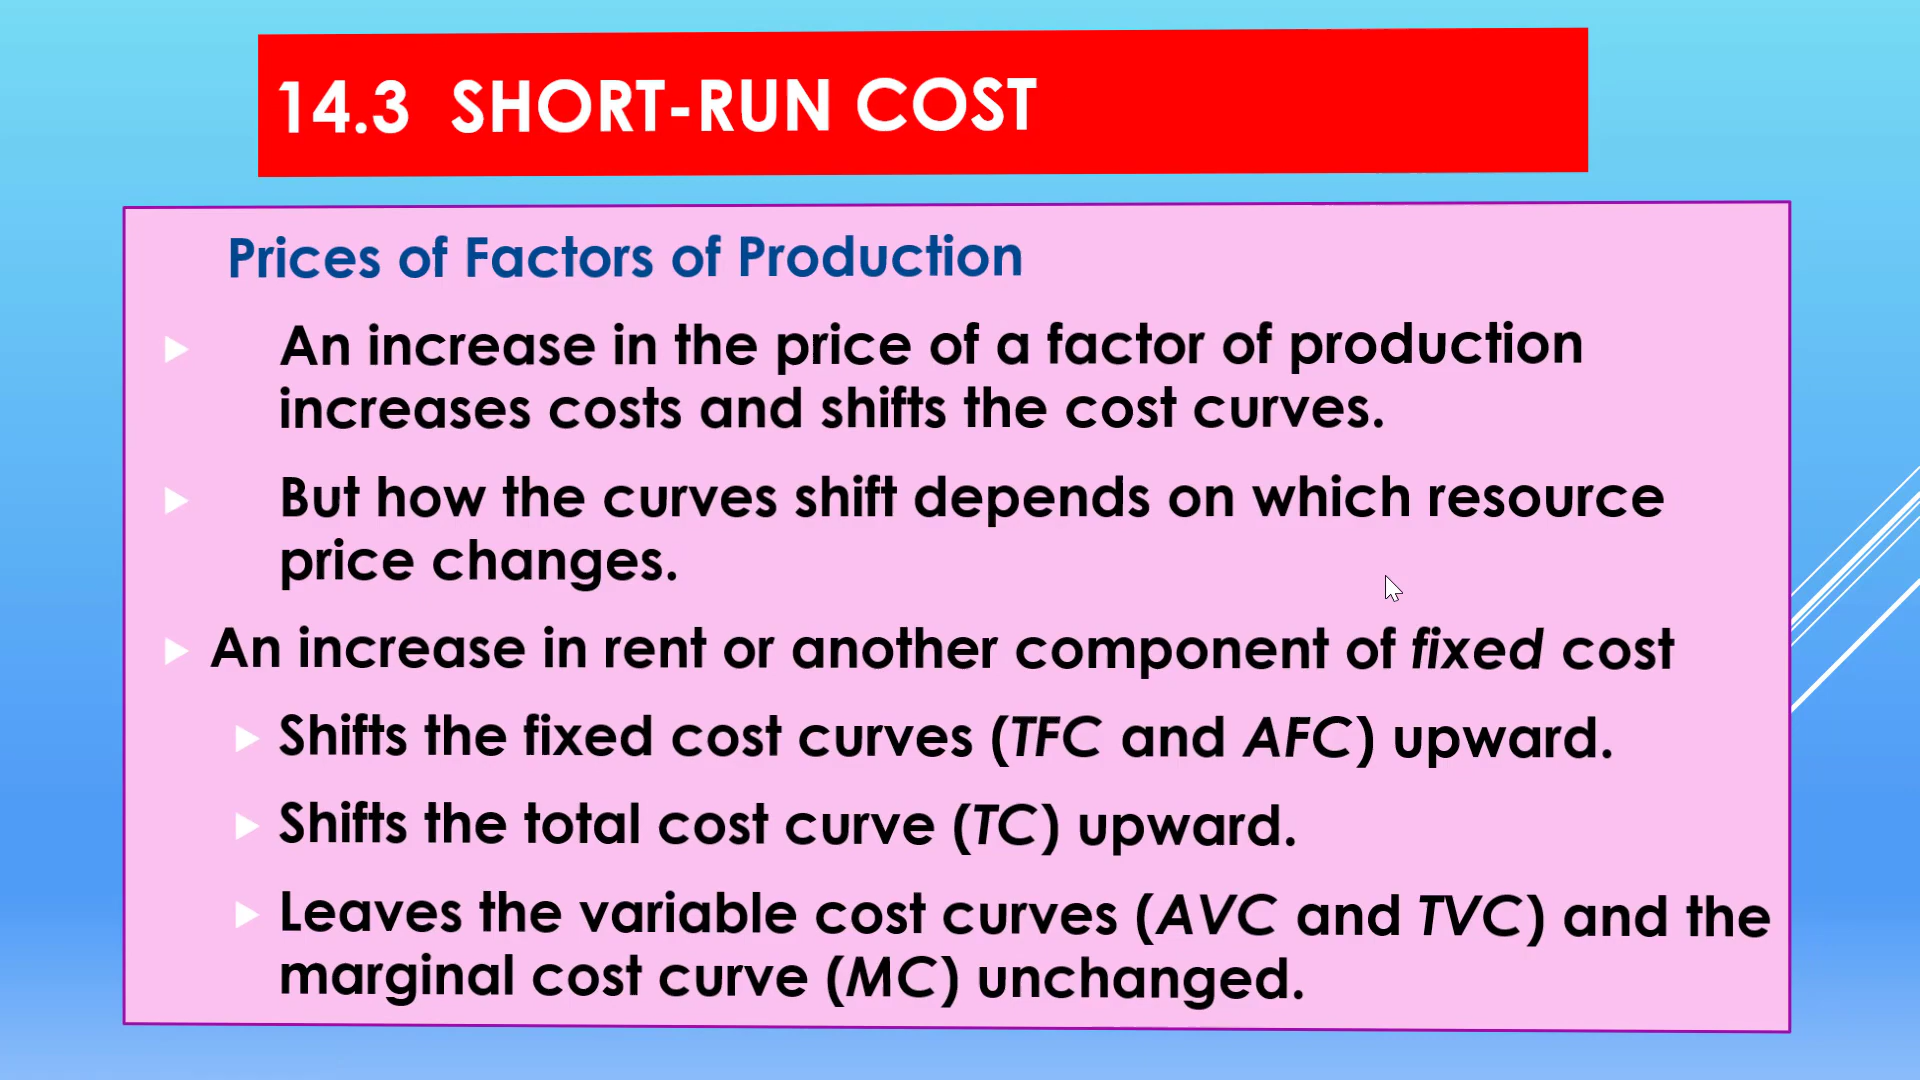 14.3 SHORT-RUN COST
Prices of Factors of Production
An increase in the price of a factor of production
increases costs and shifts the cost curves.
But how the curves shift depends on which resource
price changes.
An increase in rent or another component of fixed cost
Shifts the fixed cost curves (TFC and AFC) upward.
Shifts the total cost curve (TC) upward.
Leaves the variable cost curves (AVC and TVC) and the
marginal cost curve (MC) unchanged.